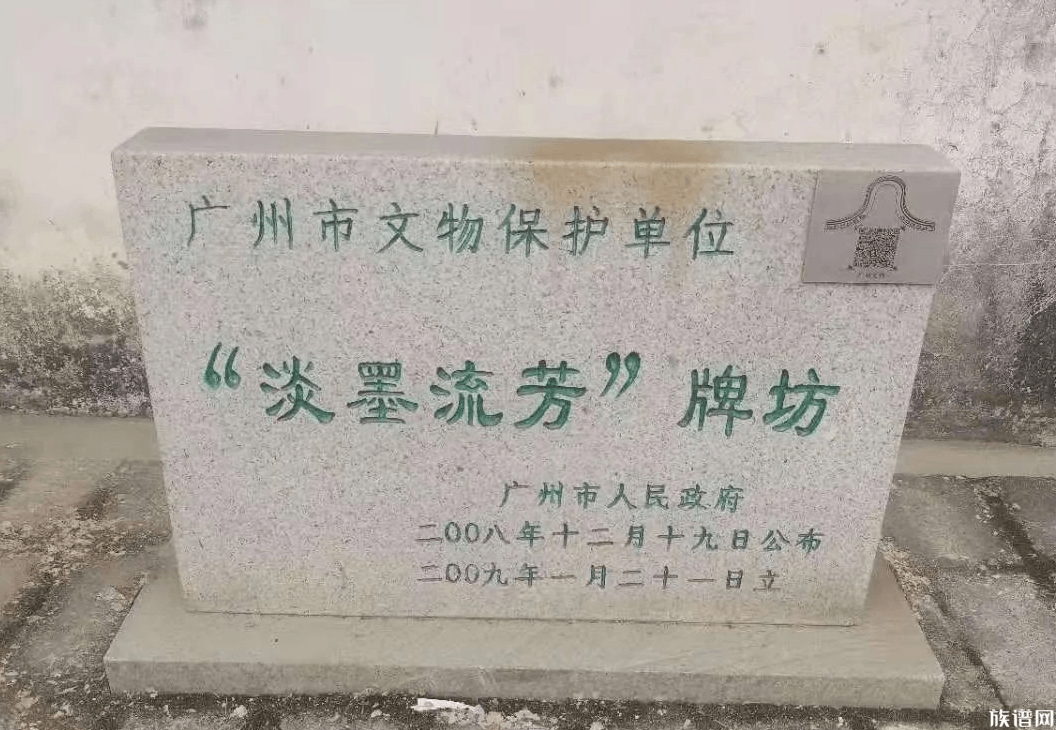 广州市文物保护单位
“淡墨流芳”牌坊
广州市人民政府
二00八年十二月十九日公布
二00九年一月二十一日立
族谱网